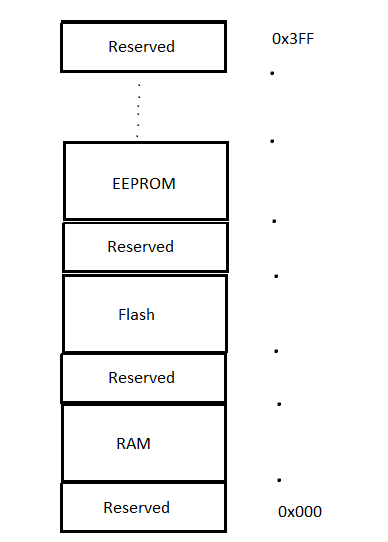 Reserved
0x3FF
EEPROM
Reserved
Flash
Reserved
RAM
Reserved
0x000